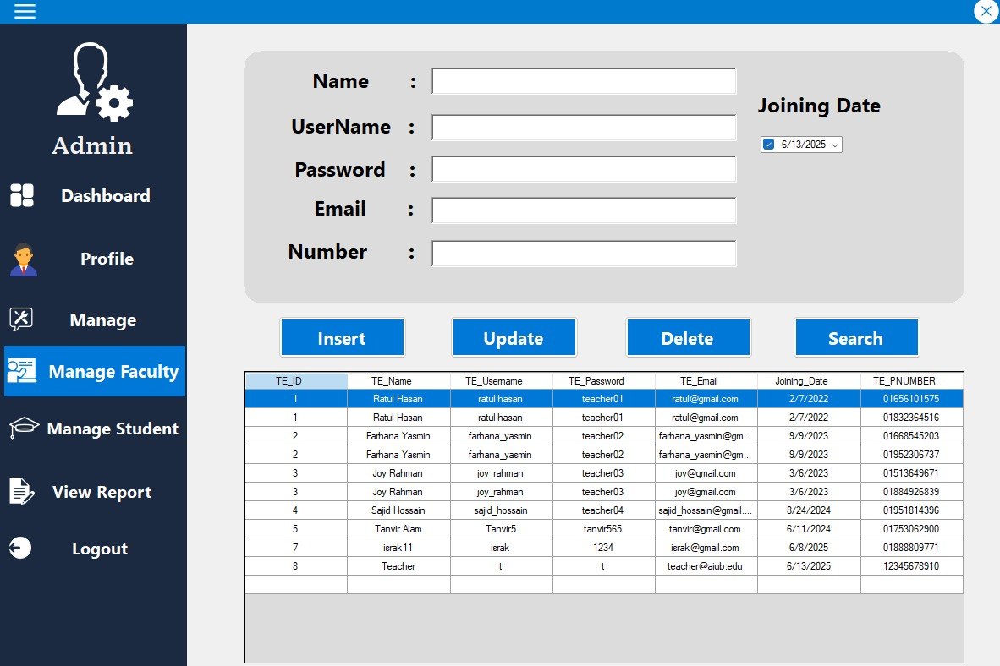 Admin
Dashboard
Profile
Manage
Manage Faculty
Manage Student
View Report
Logout
Name :
UserName :
Password :
Email :
Number :
Joining Date
6/13/2025
Insert Update Delete Search
TE_ID TE_Name TE_Username TE_Password TE_Email Joining_Date TE_PNUMBER
1 Ratul Hasan ratul hasan teacher01 ratul@gmail.com 2/7/2022 01656101575
1 Ratul Hasan ratul hasan teacher01 ratul@gmail.com 2/7/2022 01832364516
2 Farhana Yasmin farhana_yasmin teacher02 farhana_yasmin@gm... 9/9/2023 01668545203
2 Farhana Yasmin farhana_yasmin teacher02 farhana_yasmin@gm... 9/9/2023 01952306737
3 Joy Rahman joy_rahman teacher03 joy@gmail.com 3/6/2023 01513649671
3 Joy Rahman joy_rahman teacher03 joy@gmail.com 3/6/2023 01884926839
4 Sajid Hossain sajid_hossain teacher04 sajid_hossain@gmail.... 8/24/2024 01951814396
5 Tanvir Alam Tanvir5 tanvir565 tanvir@gmail.com 6/11/2024 01753062900
7 israk11 israk 1234 israk@gmail.com 6/8/2025 01888809771
8 Teacher t t teacher@aiub.edu 6/13/2025 12345678910